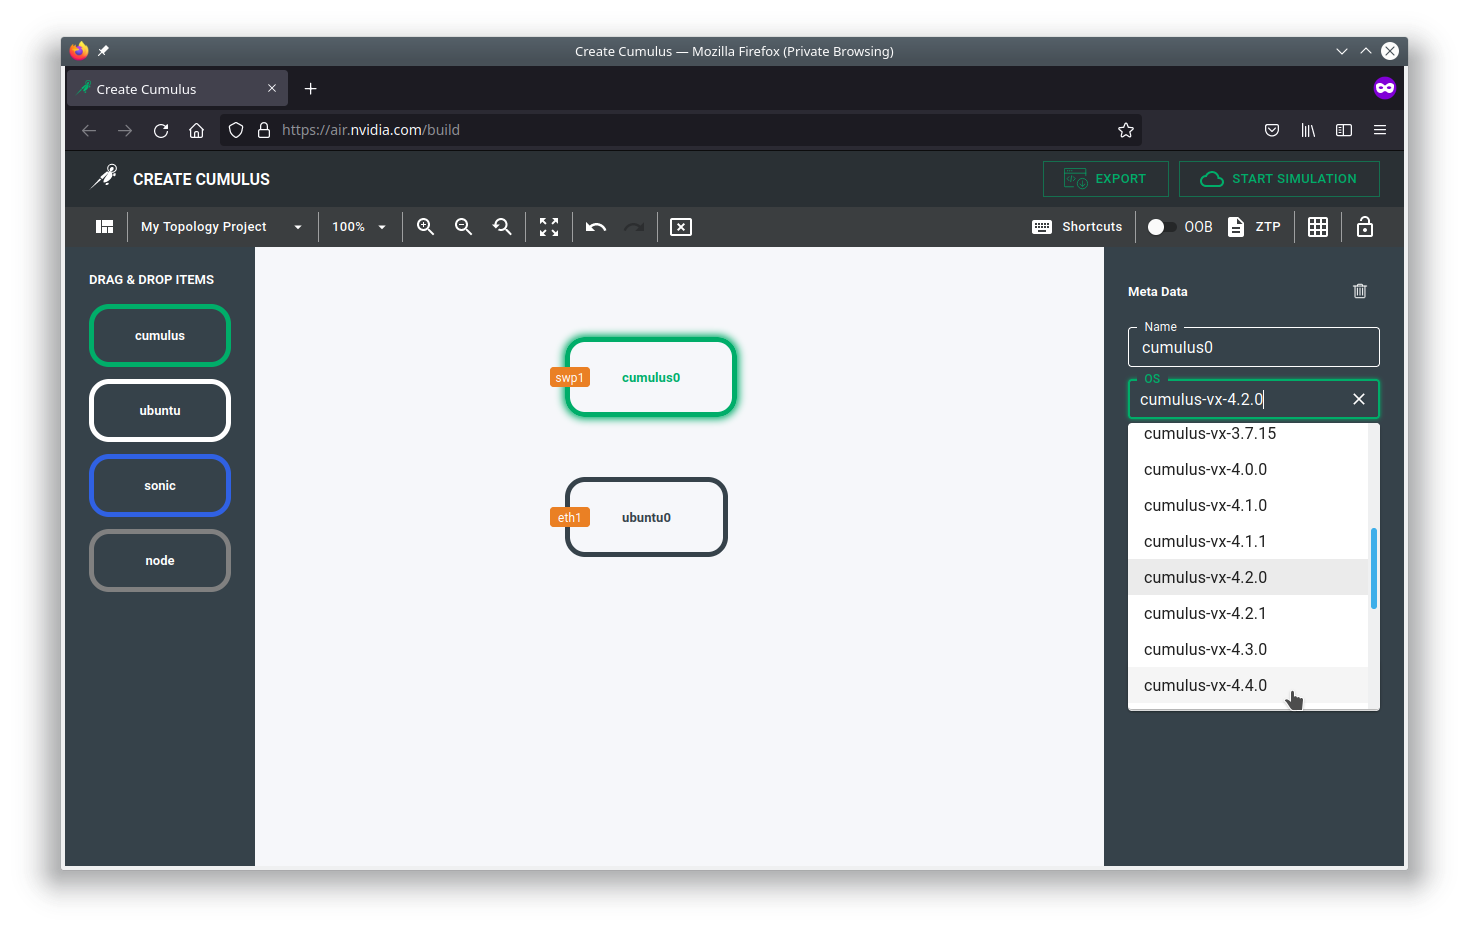 Create Cumulus — Mozilla Firefox (Private Browsing)
Create Cumulus
https://air.nvidia.com/build
CREATE CUMULUS
EXPORT
START SIMULATION
My Topology Project
100%
Shortcuts
OOB
ZTP
DRAG & DROP ITEMS
cumulus
ubuntu
sonic
node
swp1
cumulus0
eth1
ubuntu0
Meta Data
Name
cumulus0
OS
cumulus-vx-4.2.0
cumulus-vx-3.7.15
cumulus-vx-4.0.0
cumulus-vx-4.1.0
cumulus-vx-4.1.1
cumulus-vx-4.2.0
cumulus-vx-4.2.1
cumulus-vx-4.3.0
cumulus-vx-4.4.0